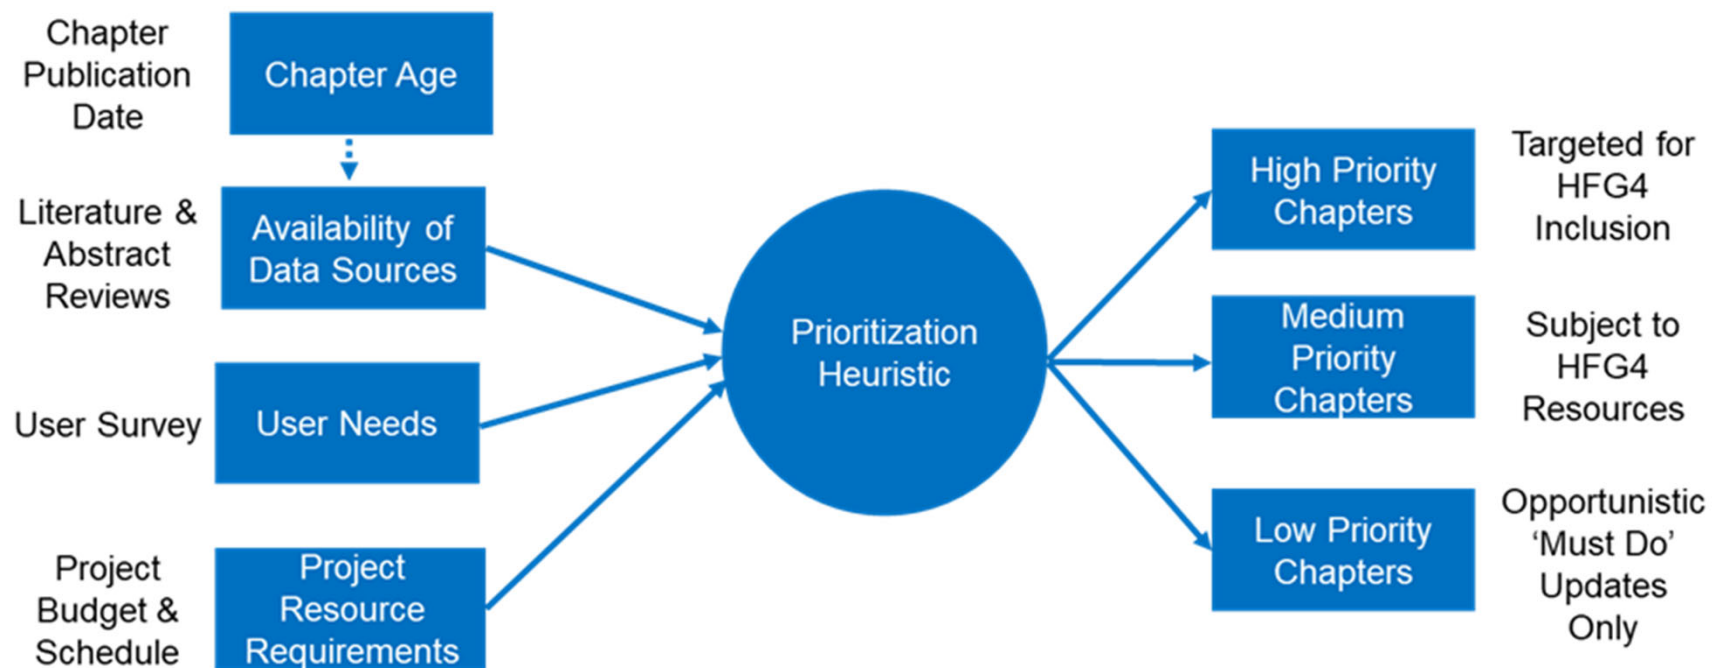 Chapter
Publication
Date
Chapter Age
Literature &
Abstract
Reviews
Availability of
Data Sources
User Survey
User Needs
Project
Budget &
Schedule
Project
Resource
Requirements
Prioritization
Heuristic
High Priority
Chapters
Targeted for
HFG4
Inclusion
Medium
Priority
Chapters
Subject to
HFG4
Resources
Low Priority
Chapters
Opportunistic
‘Must Do’
Updates
Only